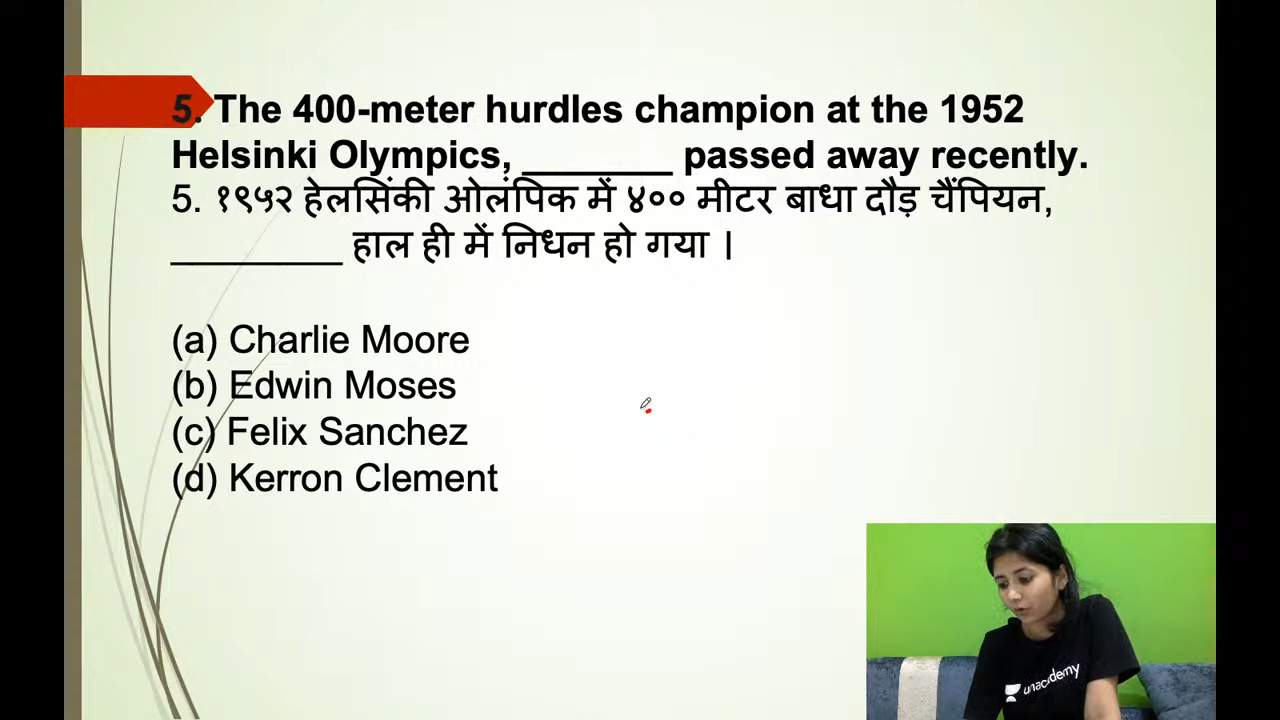 5. The 400-meter hurdles champion at the 1952
Helsinki Olympics, _______ passed away recently.
5. १९५२ हेलसिंकी ओलंपिक में ४०० मीटर बाधा दौड़ चैंपियन,
________ हाल ही में निधन हो गया ।
(a) Charlie Moore
(b) Edwin Moses
(c) Felix Sanchez
(d) Kerron Clement
unacademy